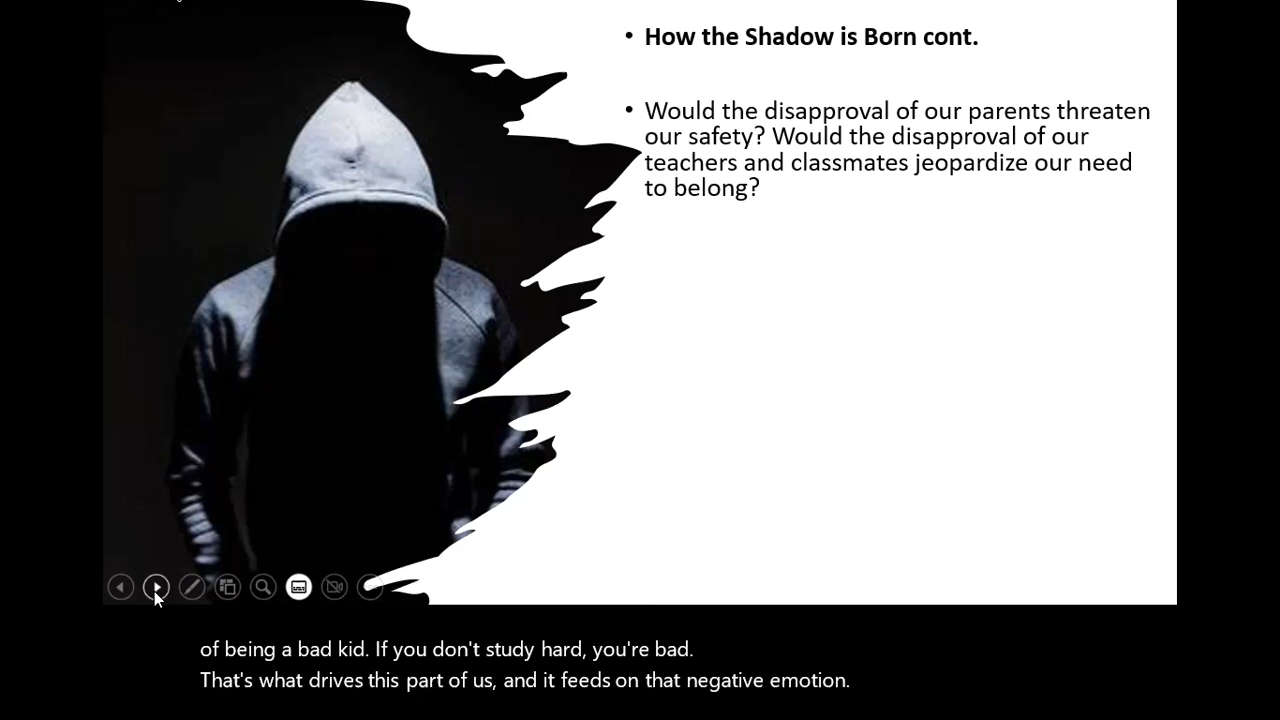 • How the Shadow is Born cont.
• Would the disapproval of our parents threaten
our safety? Would the disapproval of our
teachers and classmates jeopardize our need
to belong?
of being a bad kid. If you don't study hard, you're bad.
That's what drives this part of us, and it feeds on that negative emotion.